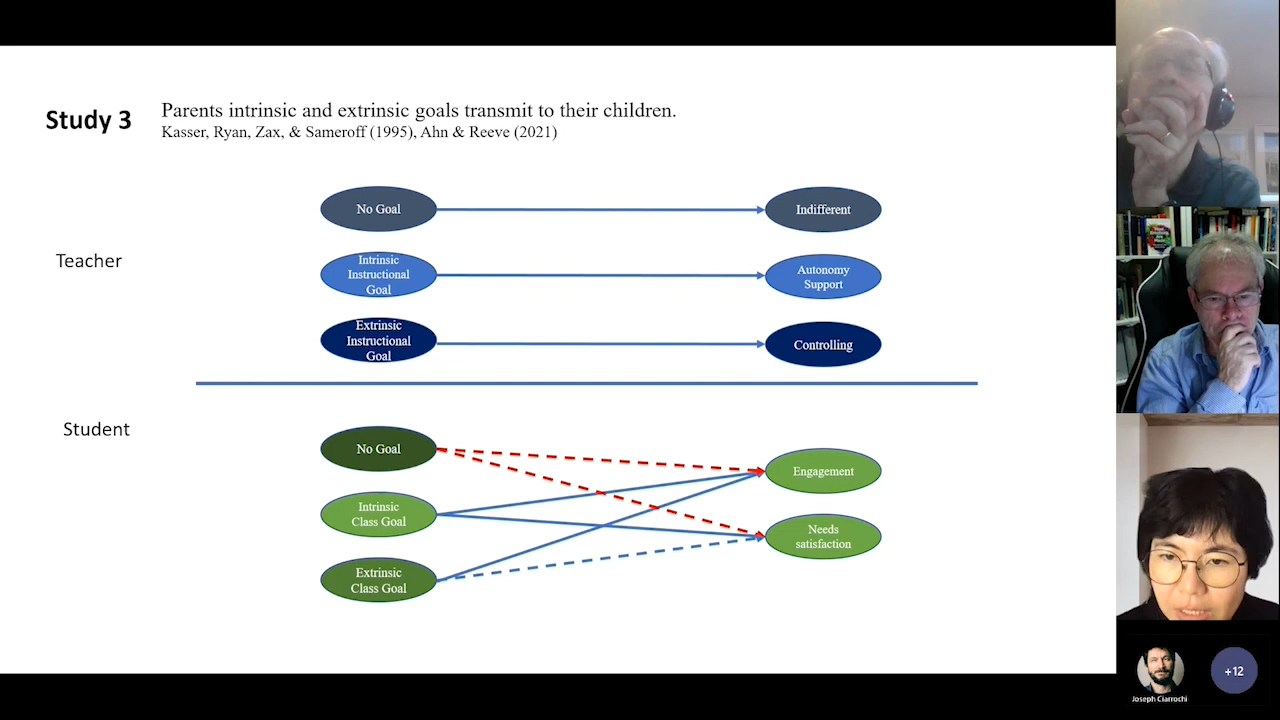 Study 3
Parents intrinsic and extrinsic goals transmit to their children.
Kasser, Ryan, Zax, & Sameroff (1995), Ahn & Reeve (2021)
No Goal
Indifferent
Teacher
Intrinsic
Instructional
Goal
Autonomy
Support
Extrinsic
Instructional
Goal
Controlling
Student
No Goal
Engagement
Intrinsic
Class Goal
Needs
satisfaction
Extrinsic
Class Goal
Joseph Ciarrochi
+12